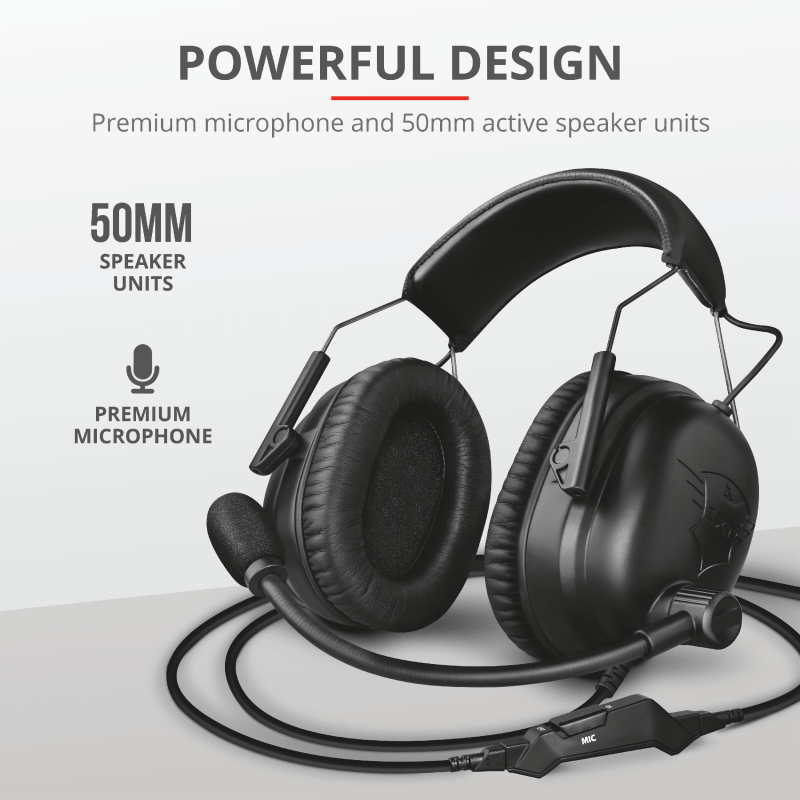 POWERFUL DESIGN
Premium microphone and 50mm active speaker units
50MM
SPEAKER
UNITS
PREMIUM
MICROPHONE
MIC